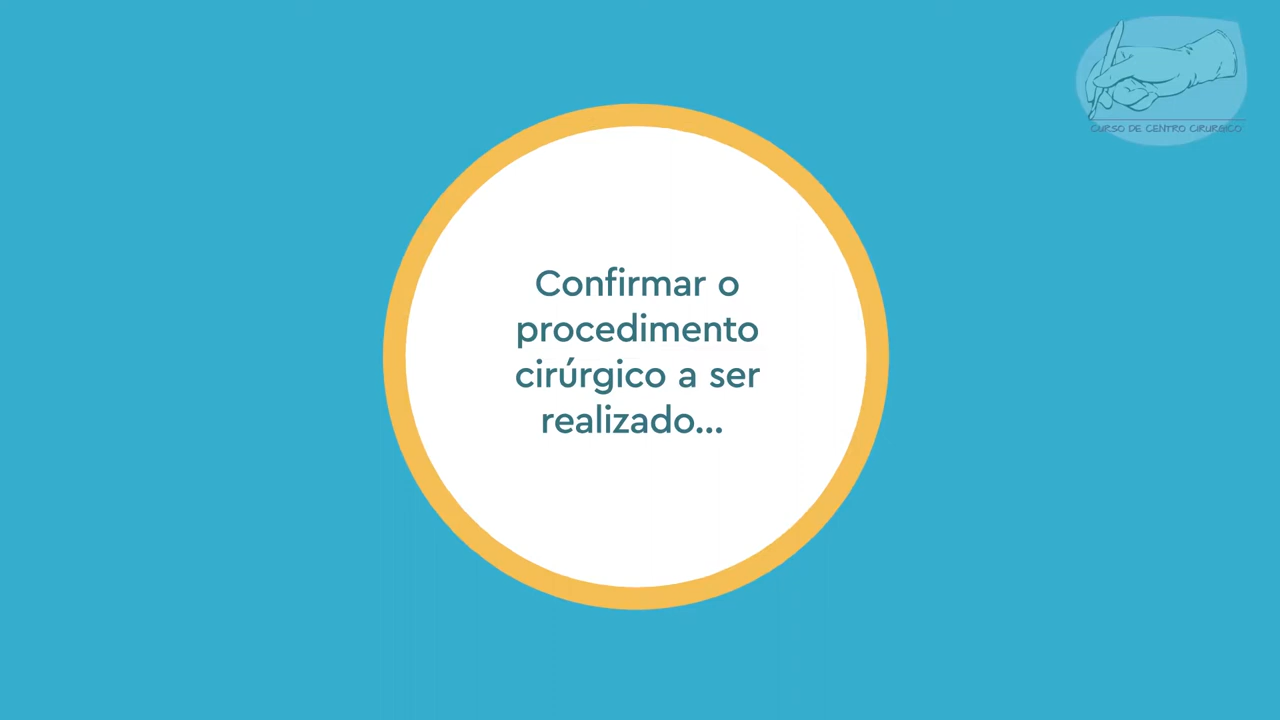 CURSO DE CENTRO CIRÚRGICO
Confirmar o
procedimento
cirúrgico a ser
realizado...